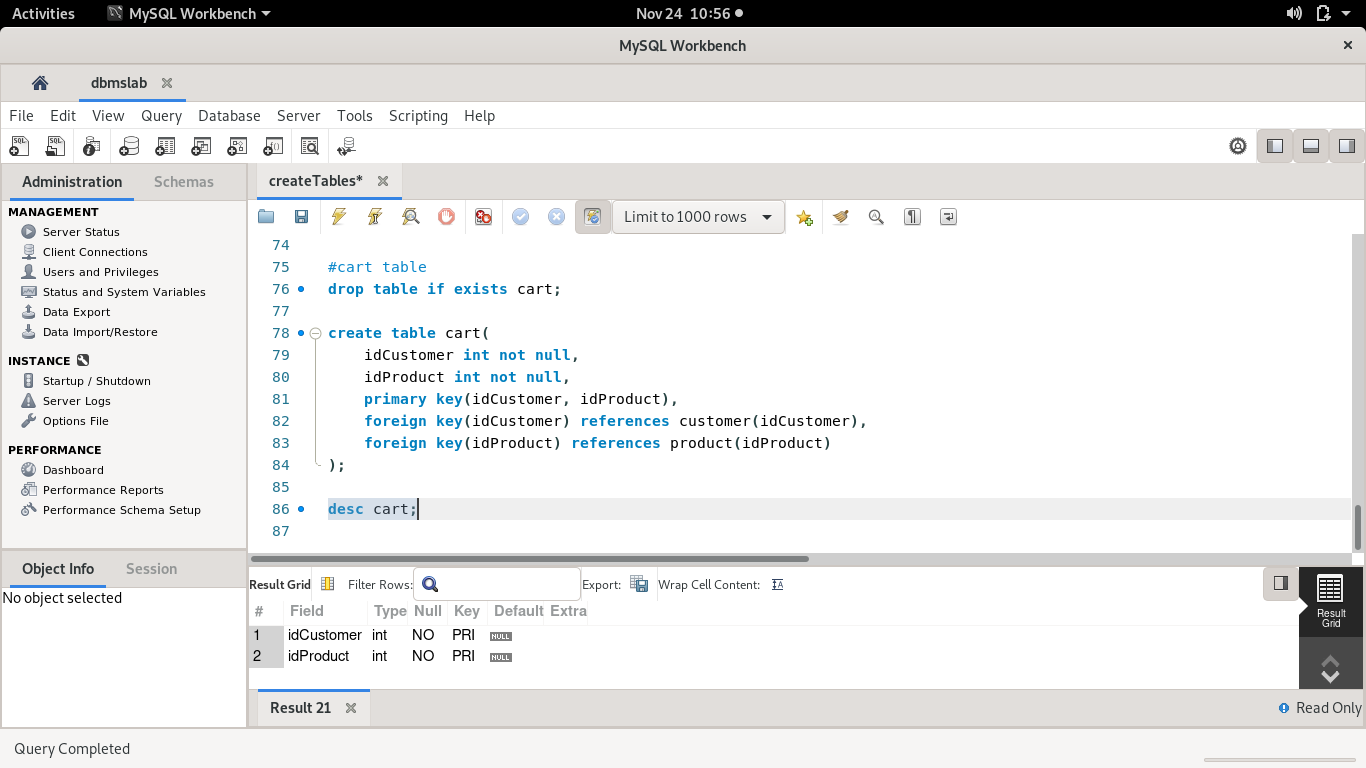 Activities MySQL Workbench Nov 24 10:56
MySQL Workbench
dbmslab
File Edit View Query Database Server Tools Scripting Help
Administration Schemas
MANAGEMENT
Server Status
Client Connections
Users and Privileges
Status and System Variables
Data Export
Data Import/Restore
INSTANCE
Startup / Shutdown
Server Logs
Options File
PERFORMANCE
Dashboard
Performance Reports
Performance Schema Setup
Object Info Session
No object selected
createTables*
Limit to 1000 rows
74
75 #cart table
76 drop table if exists cart;
77
78 create table cart(
79 idCustomer int not null,
80 idProduct int not null,
81 primary key(idCustomer, idProduct),
82 foreign key(idCustomer) references customer(idCustomer),
83 foreign key(idProduct) references product(idProduct)
84 );
85
86 desc cart;
87
Result Grid Filter Rows: Export: Wrap Cell Content:
# Field Type Null Key Default Extra
1 idCustomer int NO PRI NULL
2 idProduct int NO PRI NULL
Result
Grid
Result 21 Read Only
Query Completed